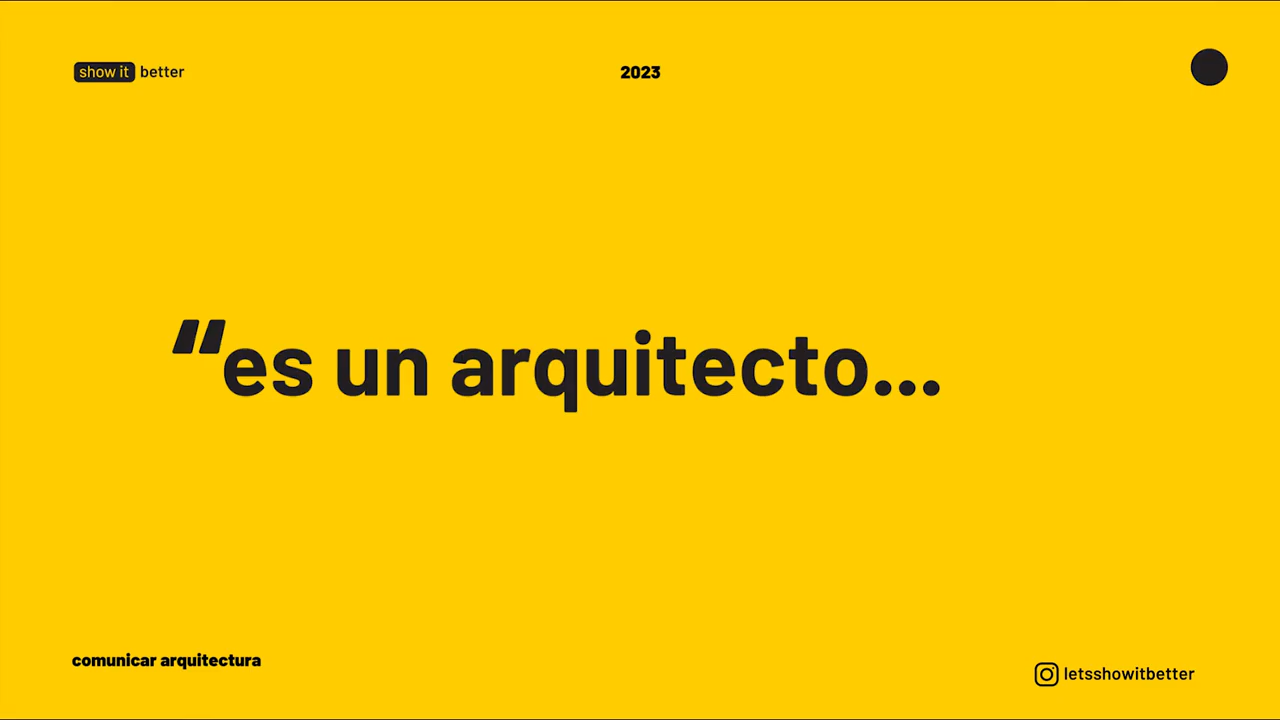 show it better
2023
“es un arquitecto...
comunicar arquitectura
letsshowitbetter